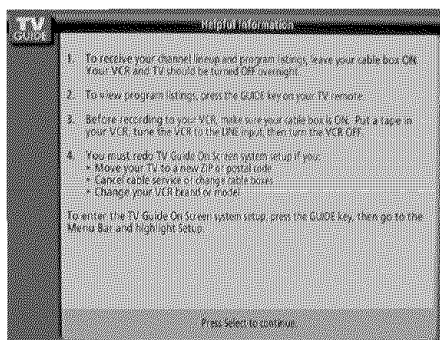 TV
GUIDE
Helpful Information
1. To receive your channel lineup and program listings, leave your cable box ON.
Your VCR and TV should be turned OFF overnight.
2. To view program listings, press the GUIDE key on your TV remote.
3. Before recording to your VCR, make sure your cable box is ON. Put a tape in
your VCR, tune the VCR to the LINE input, then turn the VCR OFF.
4. You must redo TV Guide On Screen system setup if you:
• Move your TV to a new ZIP or postal code
• Cancel cable service or change cable boxes
• Change your VCR brand or model
To enter the TV Guide On Screen system setup, press the GUIDE key, then go to the
Menu Bar and highlight Setup.
Press Select to continue.